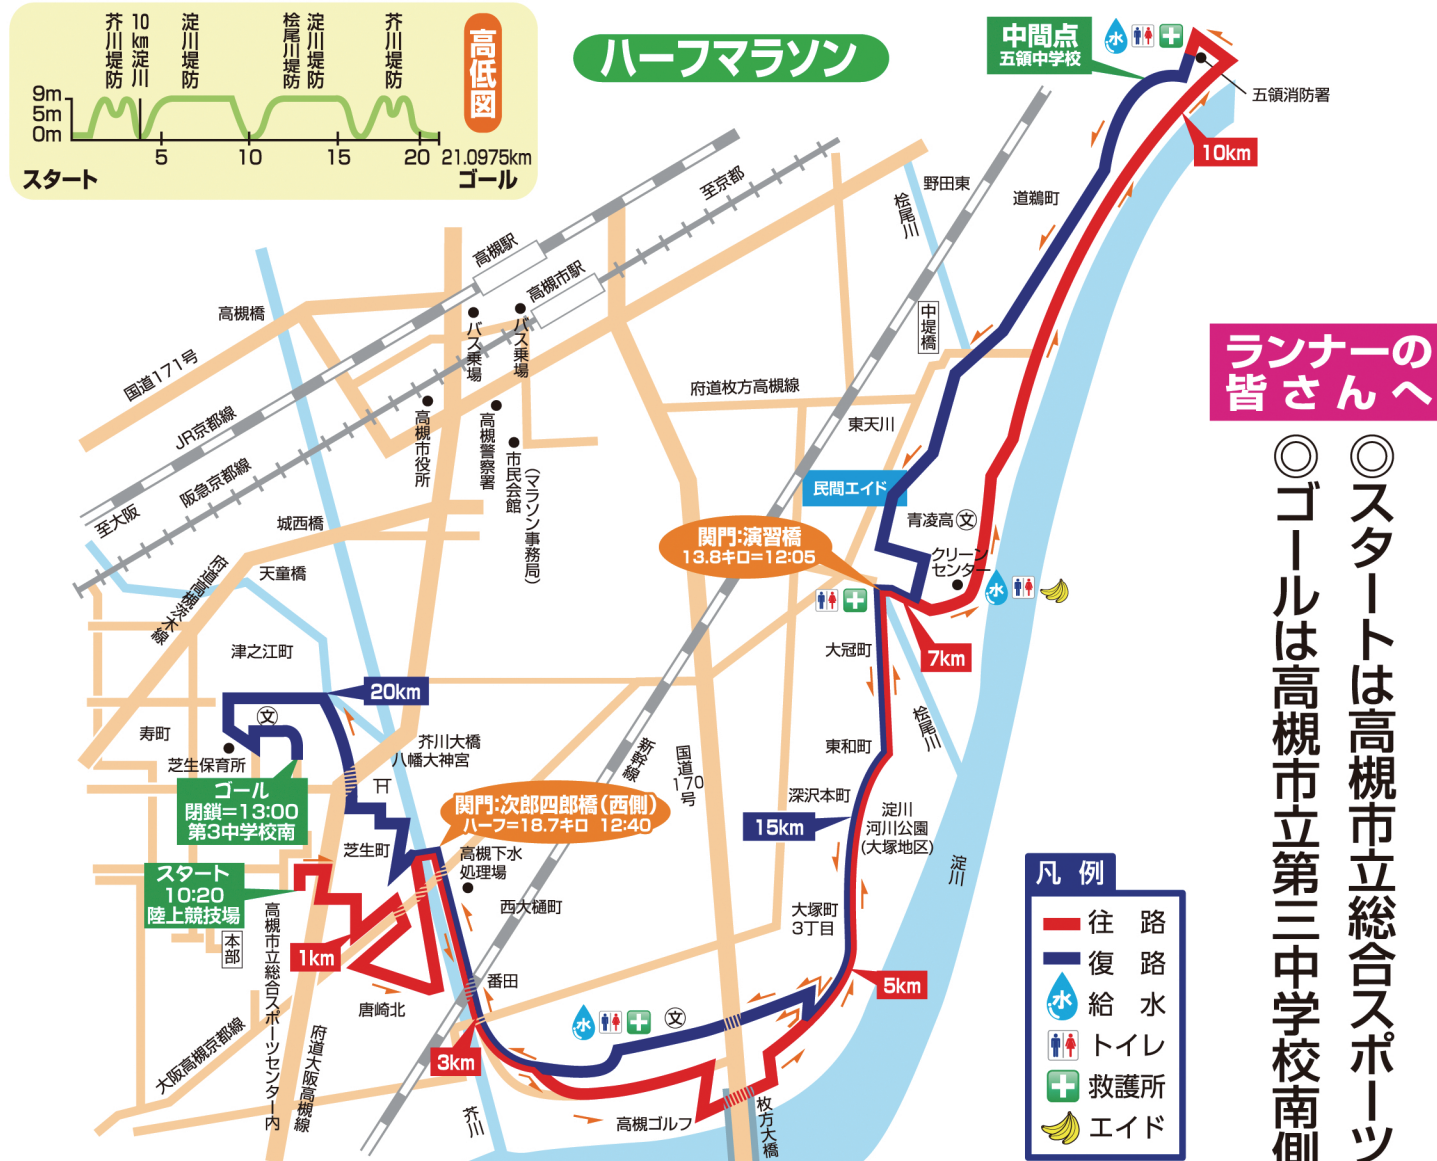 芥川堤防
10km淀川
淀川堤防
桧尾川堤防
淀川堤防
芥川堤防
高低図
9m
5m
0m
5
10
15
20
21.0975km
スタート
ゴール
ハーフマラソン
中間点
五領中学校
水
五領消防署
10km
野田東
桧尾川
道鵜町
至京都
高槻駅
高槻市駅
バス乗場
バス乗場
高槻橋
国道171号
JR京都線
阪急京都線
至大阪
高槻市役所
高槻警察署
市民会館
(マラソン事務局)
中堤橋
府道枚方高槻線
東天川
民間エイド
青凌高
文
クリーン
センター
水
関門:演習橋
13.8キロ=12:05
7km
城西橋
天童橋
府道高槻茨木線
津之江町
20km
寿町
文
芝生保育所
ゴール
閉鎖=13:00
第3中学校南
芥川大橋
八幡大神宮
関門:次郎四郎橋(西側)
ハーフ=18.7キロ 12:40
新幹線
国道170号
大冠町
東和町
桧尾川
深沢本町
15km
淀川
河川公園
(大塚地区)
淀川
芝生町
高槻下水
処理場
スタート
10:20
陸上競技場
本部
高槻市立総合スポーツセンター内
1km
西大樋町
大塚町
3丁目
5km
唐崎北
番田
水
文
3km
大阪高槻京都線
府道大阪高槻線
芥川
高槻ゴルフ
枚方大橋
凡例
往路
復路
水
給水
トイレ
救護所
エイド
ランナーの
皆さんへ
◎スタートは高槻市立総合スポーツ
◎ゴールは高槻市立第三中学校南側